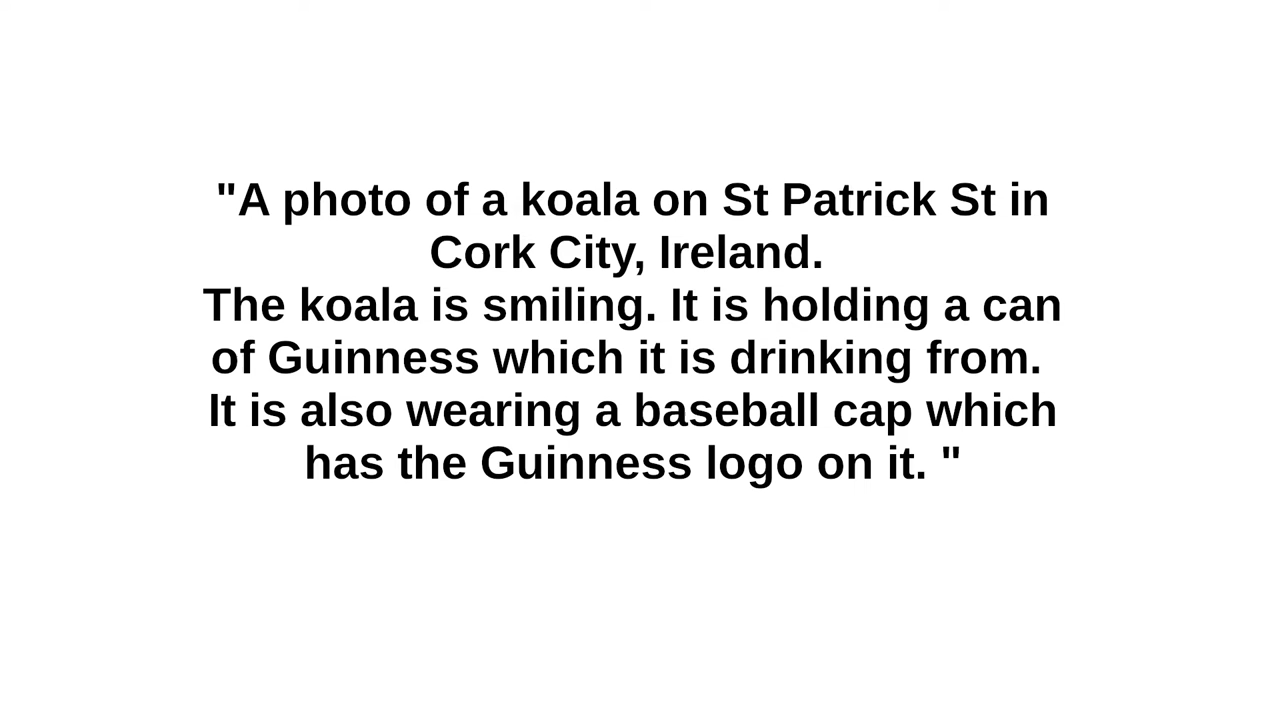 "A photo of a koala on St Patrick St in
Cork City, Ireland.
The koala is smiling. It is holding a can
of Guinness which it is drinking from.
It is also wearing a baseball cap which
has the Guinness logo on it. "